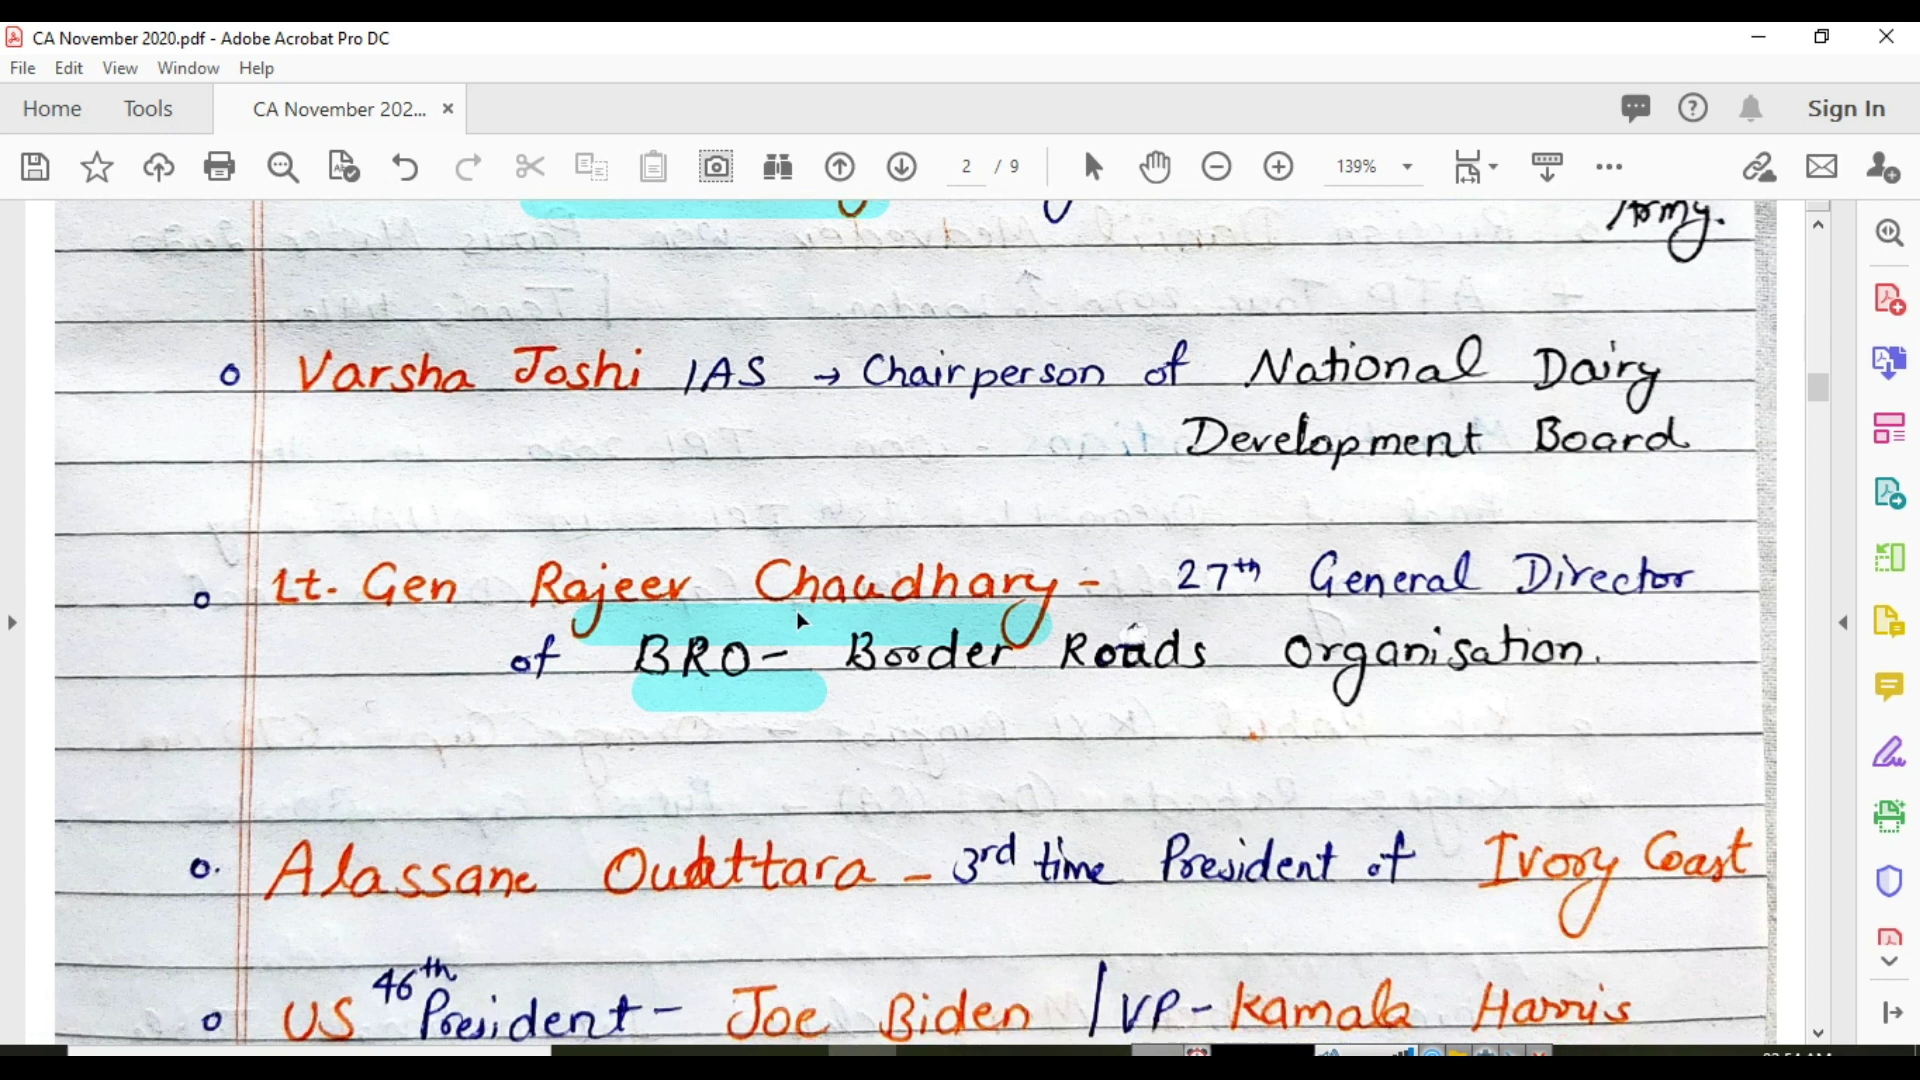 CA November 2020.pdf - Adobe Acrobat Pro DC
File Edit View Window Help
Home Tools CA November 202... × Sign In
2 / 9 139%
Army.
Varsha Joshi IAS → Chairperson of National Dairy
Development Board
Lt. Gen Rajeev Chaudhary - 27th General Director
of BRO - Border Roads Organisation.
Alassane Ouattara - 3rd time President of Ivory Coast
US 46th President - Joe Biden / VP - Kamala Harris